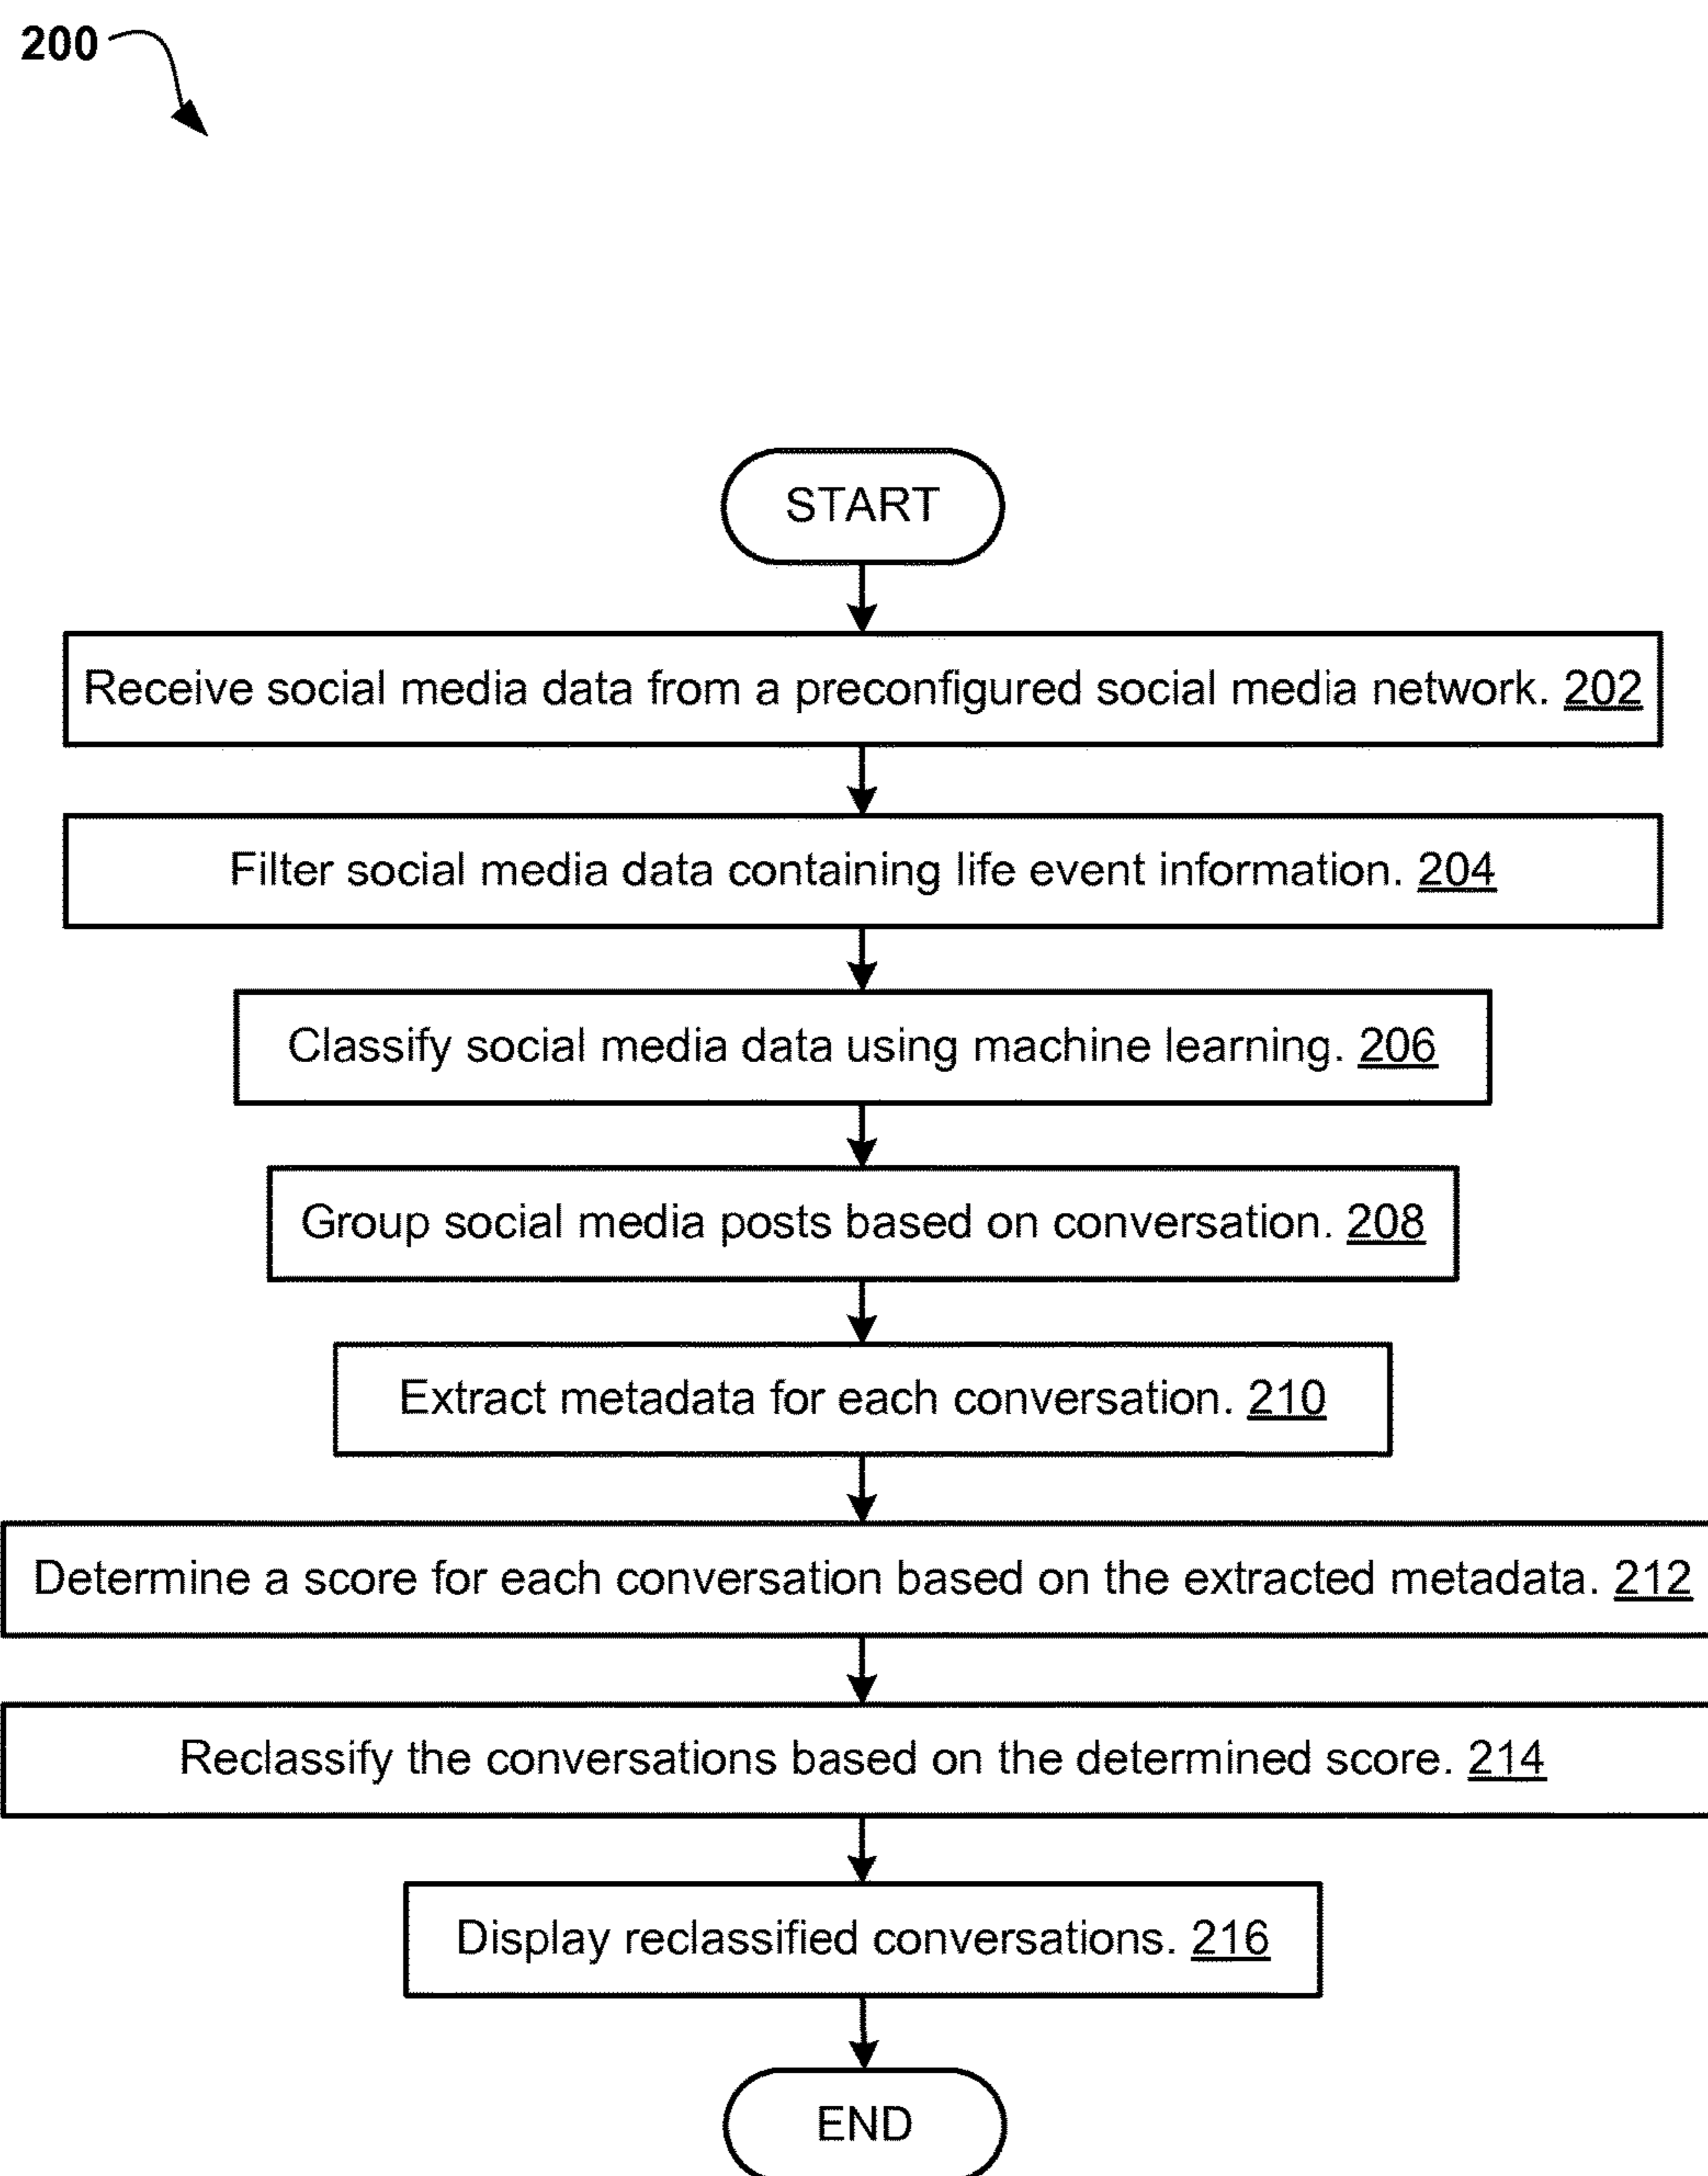 200
START
Receive social media data from a preconfigured social media network. 202
Filter social media data containing life event information. 204
Classify social media data using machine learning. 206
Group social media posts based on conversation. 208
Extract metadata for each conversation. 210
Determine a score for each conversation based on the extracted metadata. 212
Reclassify the conversations based on the determined score. 214
Display reclassified conversations. 216
END